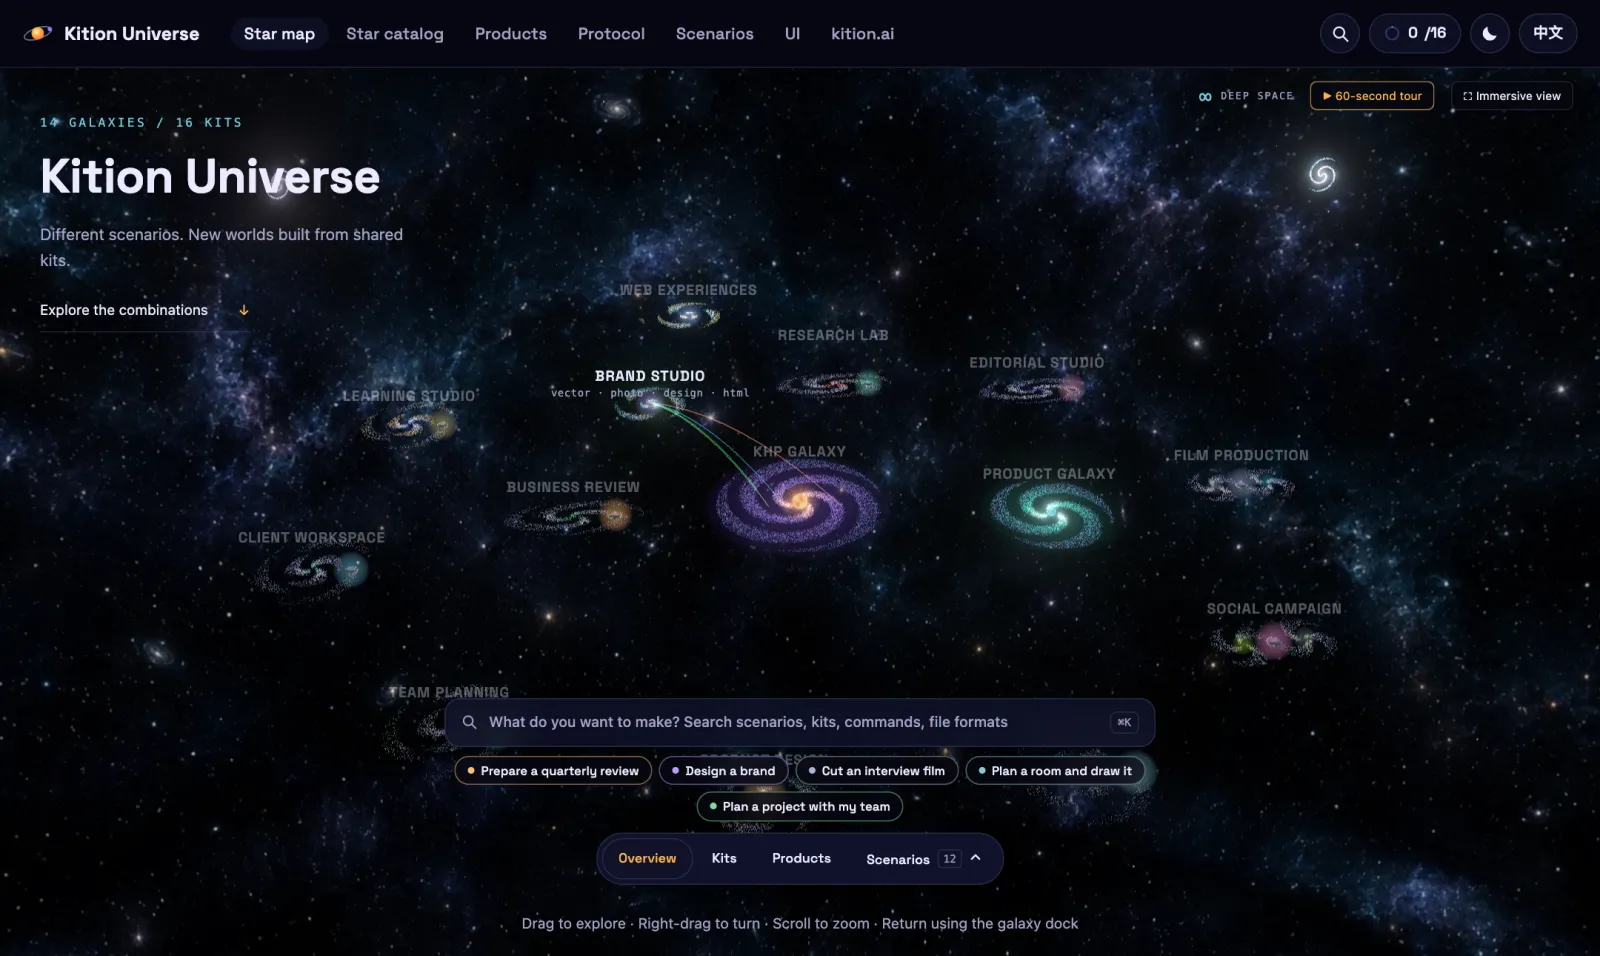 Kition Universe
Star map
Star catalog
Products
Protocol
Scenarios
UI
kition.ai
0 /16
中文
∞ DEEP SPACE
60-second tour
Immersive view
14 GALAXIES / 16 KITS
Kition Universe
Different scenarios. New worlds built from shared
kits.
Explore the combinations ↓
WEB EXPERIENCES
RESEARCH LAB
EDITORIAL STUDIO
BRAND STUDIO
vector · photo · design · html
LEARNING STUDIO
KHP GALAXY
FILM PRODUCTION
PRODUCT GALAXY
BUSINESS REVIEW
CLIENT WORKSPACE
SOCIAL CAMPAIGN
TEAM PLANNING
What do you want to make? Search scenarios, kits, commands, file formats
⌘K
Prepare a quarterly review
Design a brand
Cut an interview film
Plan a room and draw it
Plan a project with my team
Overview
Kits
Products
Scenarios 12
Drag to explore · Right-drag to turn · Scroll to zoom · Return using the galaxy dock